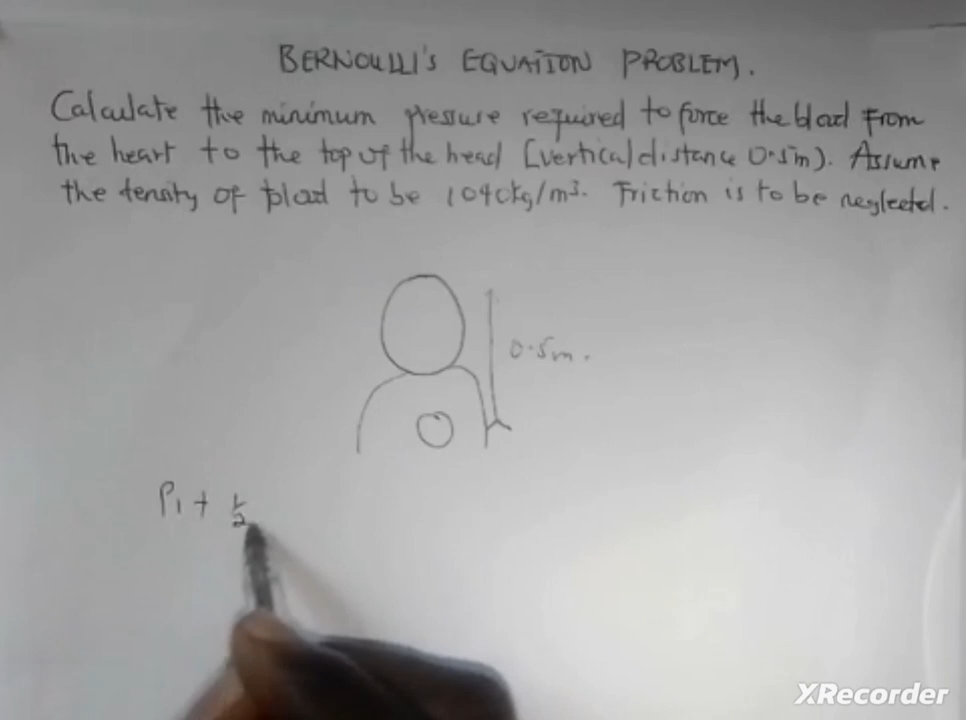 BERNOULLI'S EQUATION PROBLEM.
Calculate the minimum pressure required to force the blood from
the heart to the top of the head [vertical distance 0.5m). Assume
the density of blood to be 1040kg/m³. Friction is to be neglected.
0.5m.
P₁ + 1/2
XRecorder